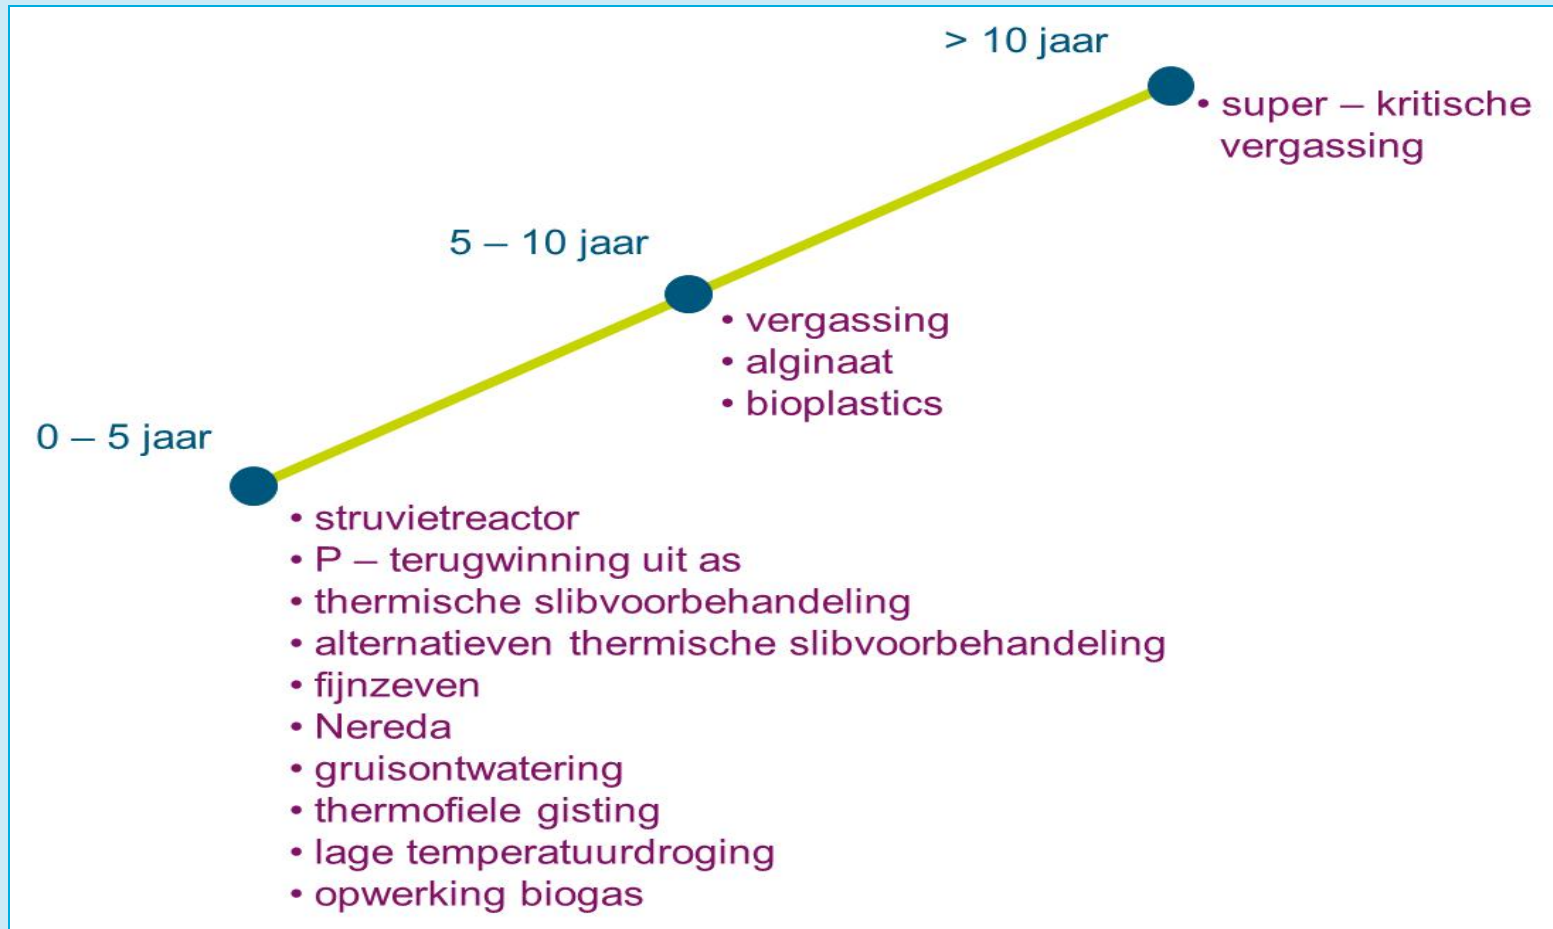 > 10 jaar
• super – kritische
vergassing
5 – 10 jaar
• vergassing
• alginaat
• bioplastics
0 – 5 jaar
• struvietreactor
• P – terugwinning uit as
• thermische slibvoorbehandeling
• alternatieven thermische slibvoorbehandeling
• fijnzeven
• Nereda
• gruisontwatering
• thermofiele gisting
• lage temperatuurdroging
• opwerking biogas